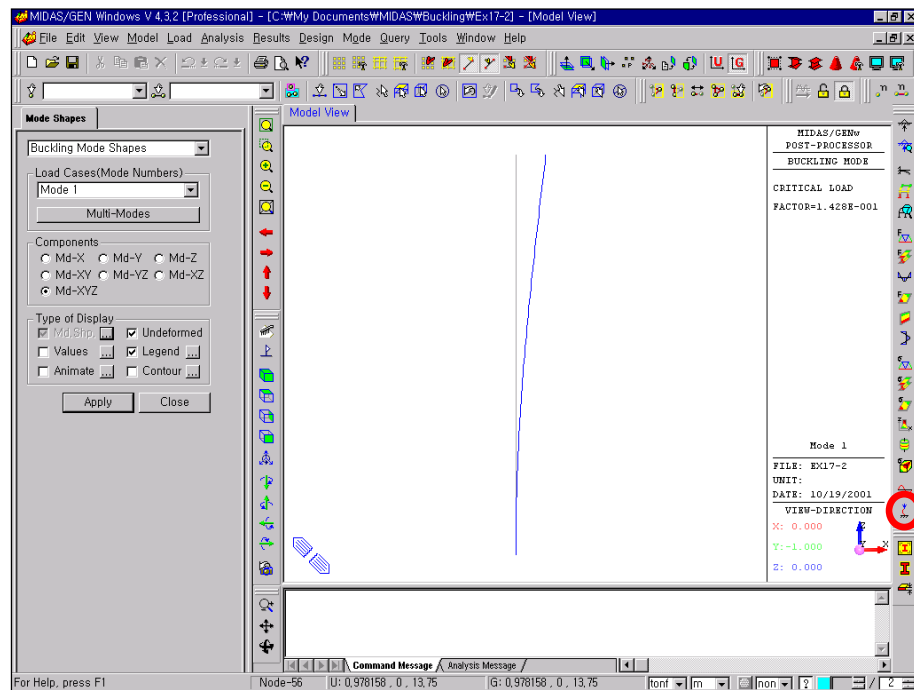 MIDAS/GEN Windows V 4,3,2 [Professional] - [C:₩My Documents₩MIDAS₩Buckling₩Ex17-2] - [Model View]
File Edit View Model Load Analysis Results Design Mode Query Tools Window Help
Mode Shapes
Model View
Buckling Mode Shapes
Load Cases(Mode Numbers)
Mode 1
Multi-Modes
Components
Md-X Md-Y Md-Z
Md-XY Md-YZ Md-XZ
Md-XYZ
Type of Display
Md.Shp. ... Undeformed
Values ... Legend ...
Animate ... Contour ...
Apply Close
MIDAS/GENw
POST-PROCESSOR
BUCKLING MODE
CRITICAL LOAD
FACTOR=1.428E-001
Mode 1
FILE: EX17-2
UNIT:
DATE: 10/19/2001
VIEW-DIRECTION
X: 0.000
Y:-1.000
Z: 0.000
Z
X
Command Message / Analysis Message /
For Help, press F1
Node-56
U: 0,978158 , 0 , 13,75
G: 0,978158 , 0 , 13,75
tonf
m
non
?
/ 2